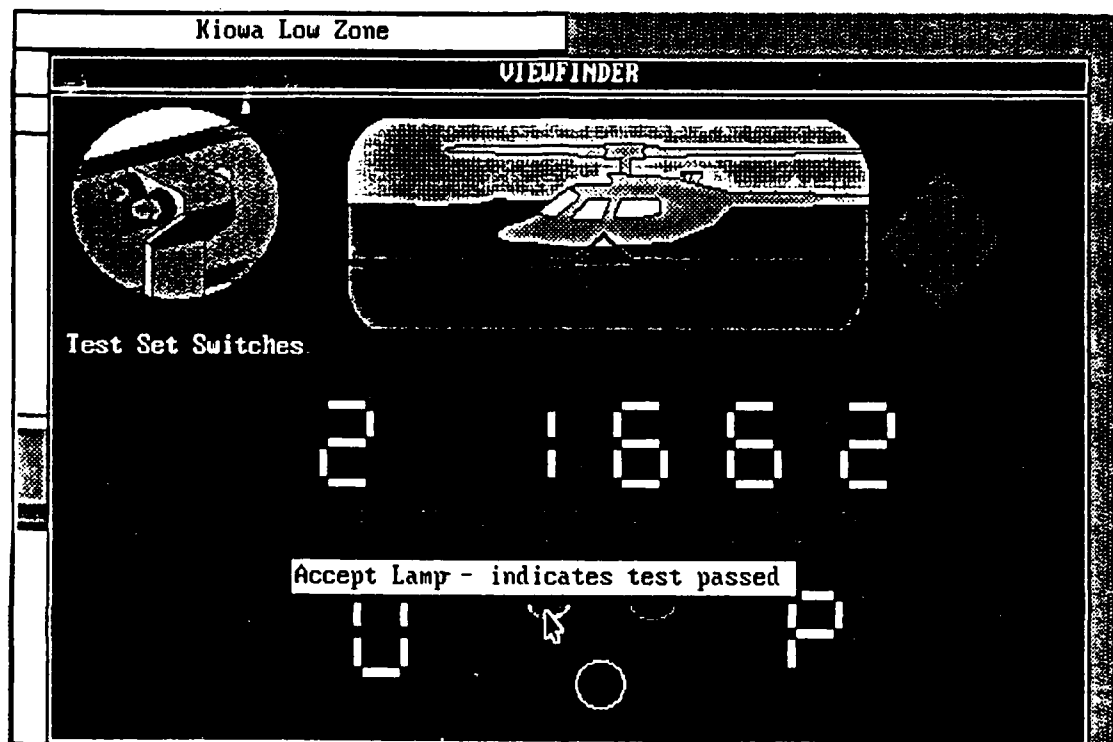 Kiowa Low Zone
VIEWFINDER
Test Set Switches
2 1662
Accept Lamp - indicates test passed
U P